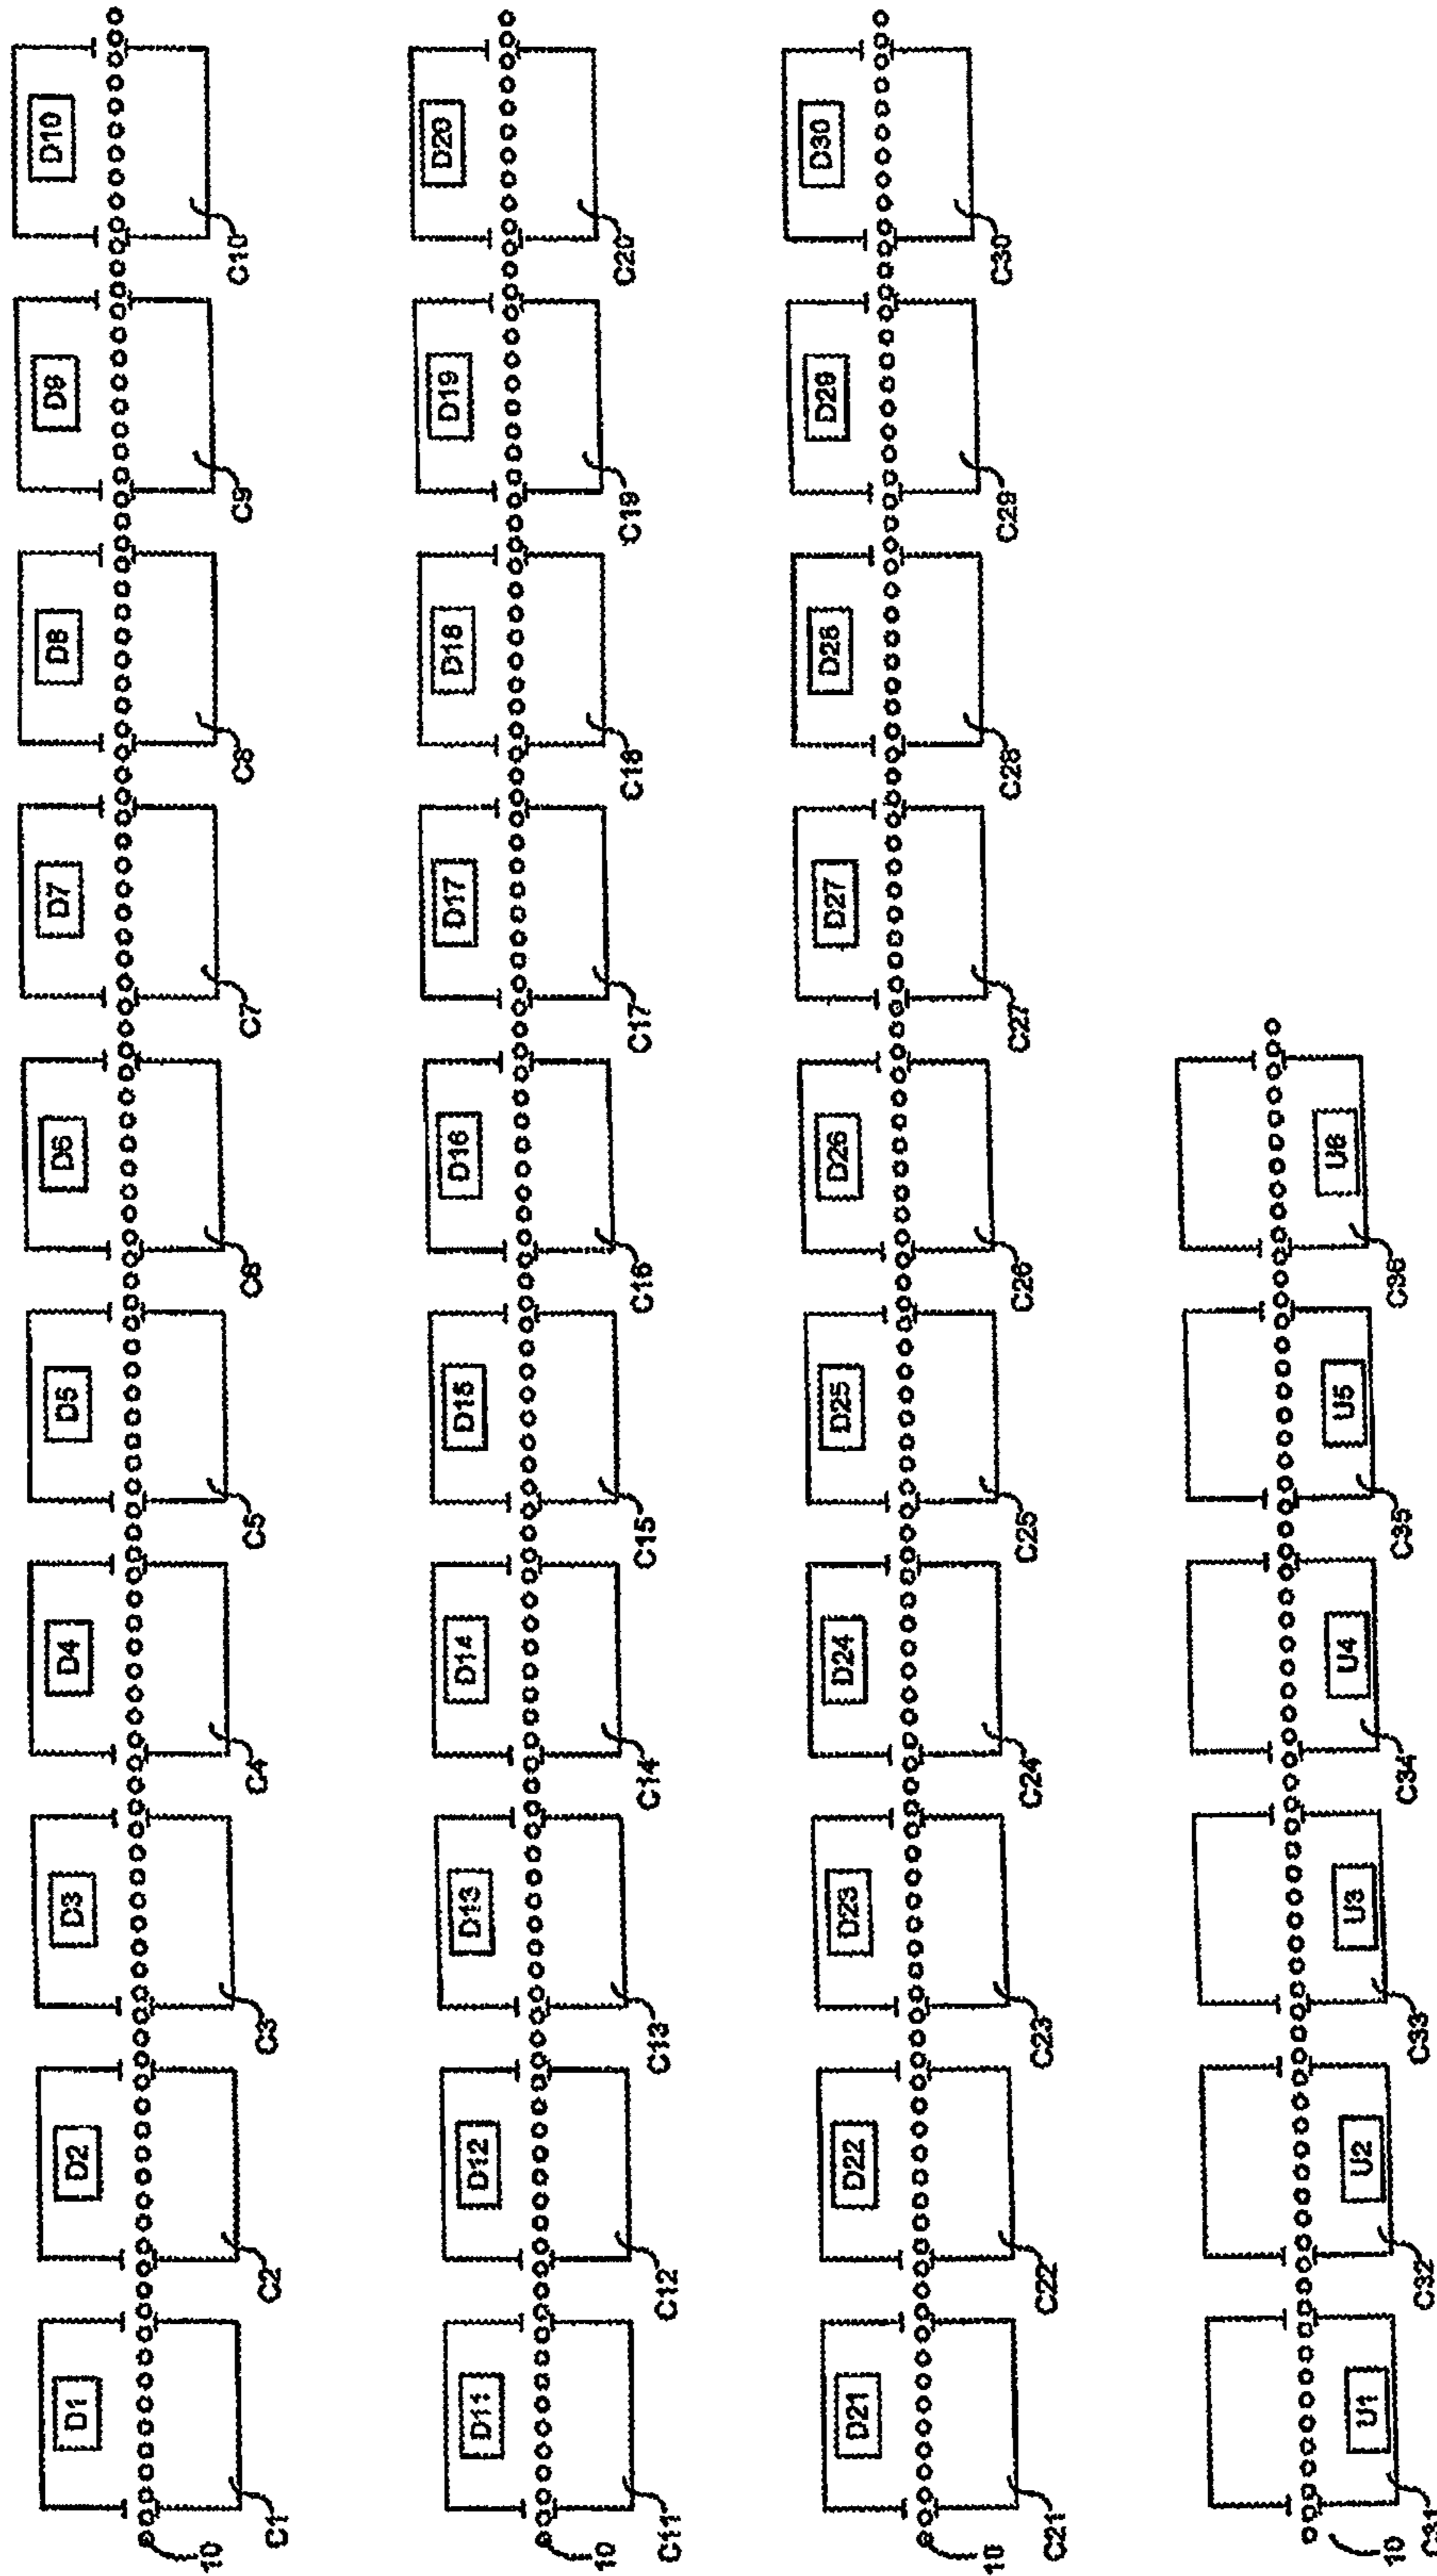 D1 D2 D3 D4 D5 D6 D7 D8 D9 D10
10 C1 C2 C3 C4 C5 C6 C7 C8 C9 C10
D11 D12 D13 D14 D15 D16 D17 D18 D19 D20
10 C11 C12 C13 C14 C15 C16 C17 C18 C19 C20
D21 D22 D23 D24 D25 D26 D27 D28 D29 D30
10 C21 C22 C23 C24 C25 C26 C27 C28 C29 C30
U1 U2 U3 U4 U5 U6
10 C31 C32 C33 C34 C35 C36